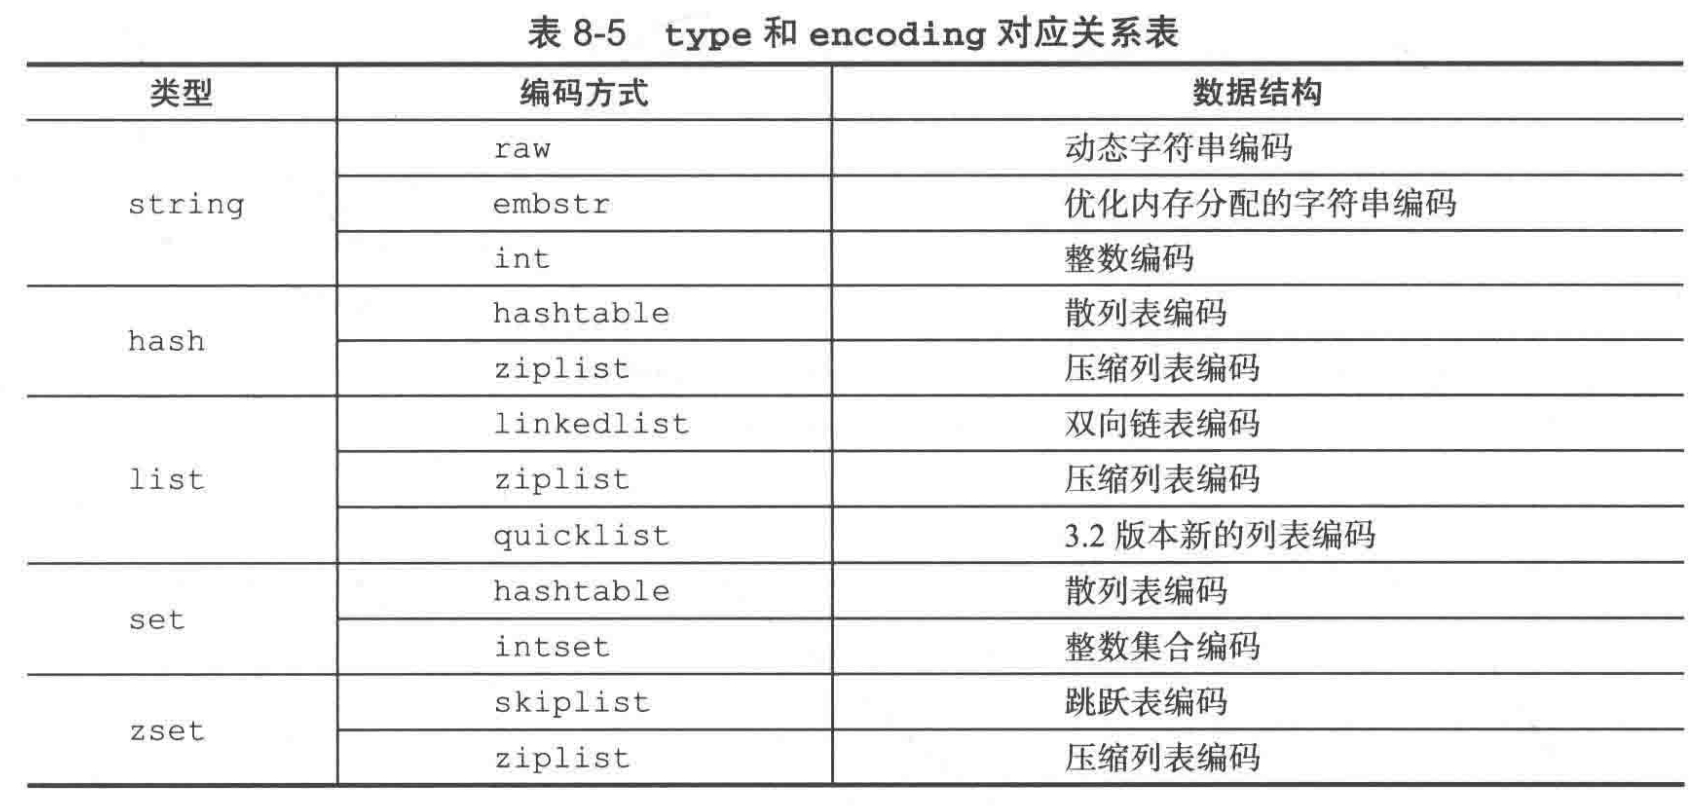 表 8-5 type 和 encoding 对应关系表
类型 编码方式 数据结构
string raw 动态字符串编码
embstr 优化内存分配的字符串编码
int 整数编码
hash hashtable 散列表编码
ziplist 压缩列表编码
list linkedlist 双向链表编码
ziplist 压缩列表编码
quicklist 3.2 版本新的列表编码
set hashtable 散列表编码
intset 整数集合编码
zset skiplist 跳跃表编码
ziplist 压缩列表编码